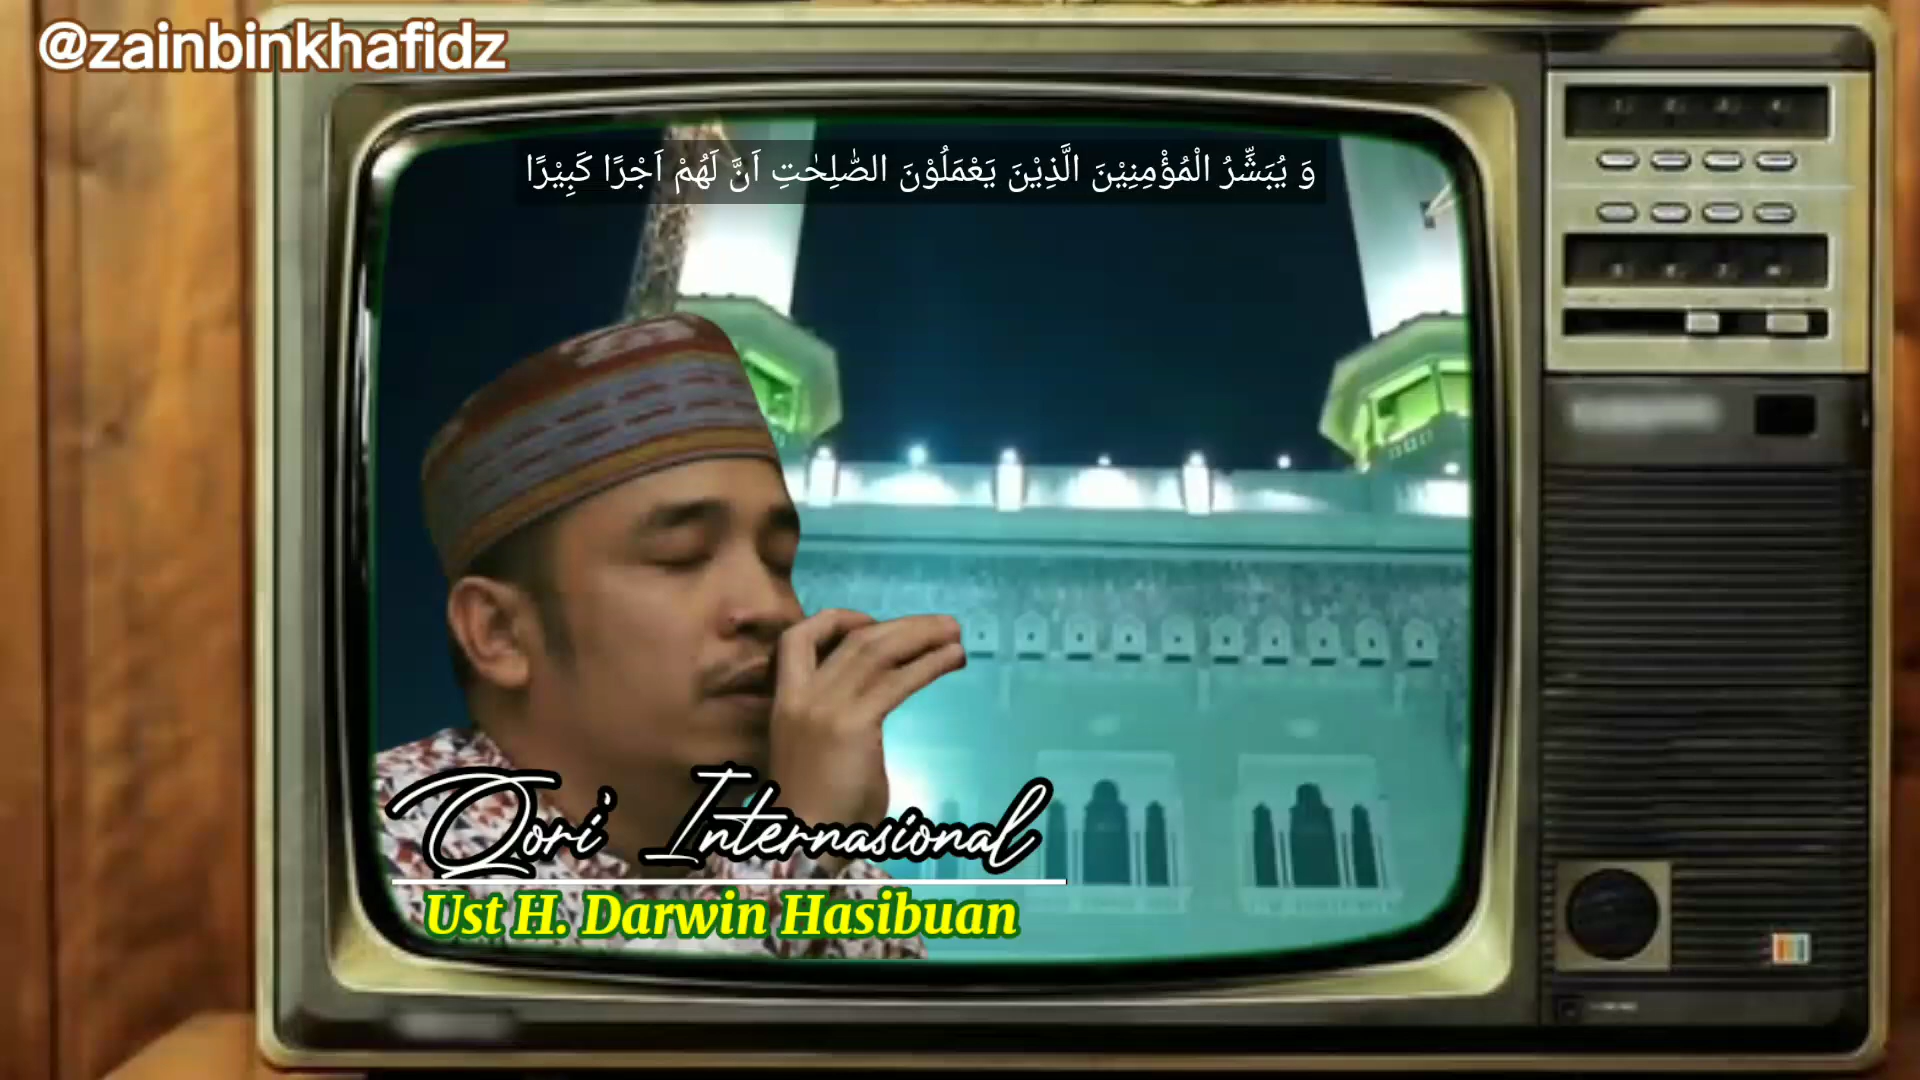 @zainbinkhafidz
وَ يُبَشِّرُ الْمُؤْمِنِيْنَ الَّذِيْنَ يَعْمَلُوْنَ الصّٰلِحٰتِ اَنَّ لَهُمْ اَجْرًا كَبِيْرًا
Qori' Internasional
Ust H. Darwin Hasibuan